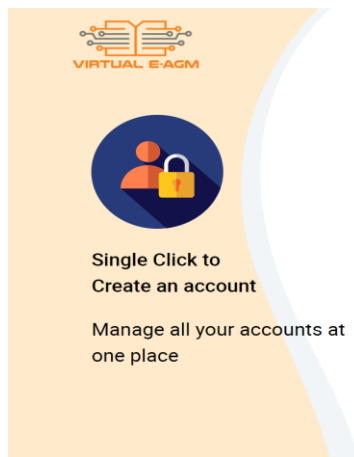 VIRTUAL E-AGM
Single Click to
Create an account
Manage all your accounts at
one place